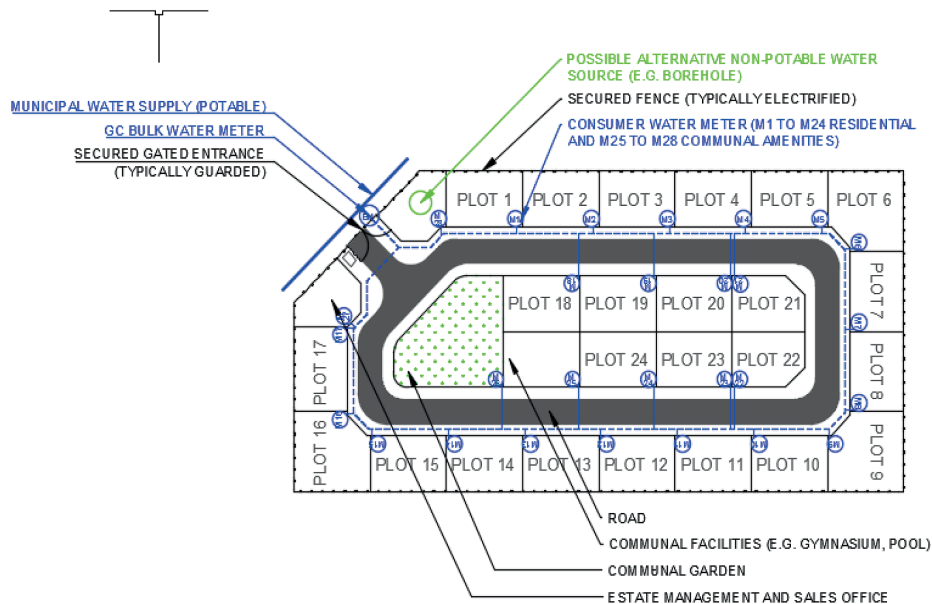 POSSIBLE ALTERNATIVE NON-POTABLE WATER
SOURCE (E.G. BOREHOLE)
MUNICIPAL WATER SUPPLY (POTABLE)
SECURED FENCE (TYPICALLY ELECTRIFIED)
GC BULK WATER METER
CONSUMER WATER METER (M1 TO M24 RESIDENTIAL
AND M25 TO M28 COMMUNAL AMENITIES)
SECURED GATED ENTRANCE
(TYPICALLY GUARDED)
PLOT 1
PLOT 2
PLOT 3
PLOT 4
PLOT 5
PLOT 6
M1
M2
M3
M4
M5
PLOT 7
PLOT 18
PLOT 19
PLOT 20
PLOT 21
PLOT 17
PLOT 24
PLOT 23
PLOT 22
PLOT 8
PLOT 16
PLOT 15
PLOT 14
PLOT 13
PLOT 12
PLOT 11
PLOT 10
PLOT 9
ROAD
COMMUNAL FACILITIES (E.G. GYMNASIUM, POOL)
COMMUNAL GARDEN
ESTATE MANAGEMENT AND SALES OFFICE